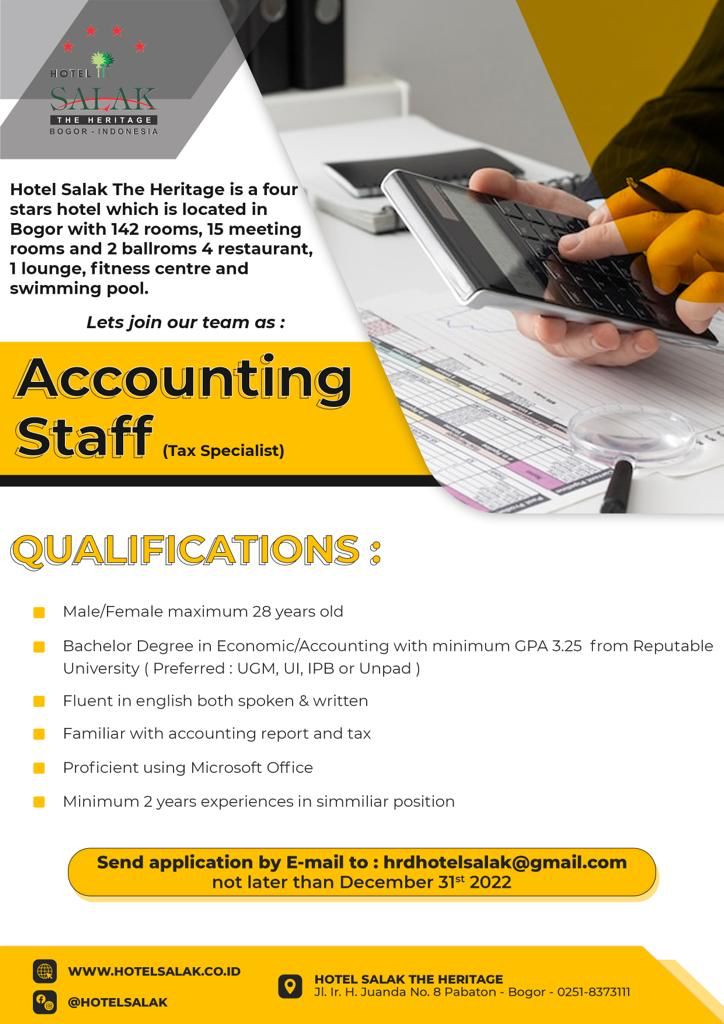 HOTEL
SALAK
THE HERITAGE
BOGOR - INDONESIA
Hotel Salak The Heritage is a four
stars hotel which is located in
Bogor with 142 rooms, 15 meeting
rooms and 2 ballroms 4 restaurant,
1 lounge, fitness centre and
swimming pool.
Lets join our team as :
Accounting
Staff (Tax Specialist)
QUALIFICATIONS :
Male/Female maximum 28 years old
Bachelor Degree in Economic/Accounting with minimum GPA 3.25 from Reputable
University ( Preferred : UGM, UI, IPB or Unpad )
Fluent in english both spoken & written
Familiar with accounting report and tax
Proficient using Microsoft Office
Minimum 2 years experiences in simmiliar position
Send application by E-mail to : hrdhotelsalak@gmail.com
not later than December 31st 2022
WWW.HOTELSALAK.CO.ID
@HOTELSALAK
HOTEL SALAK THE HERITAGE
Jl. Ir. H. Juanda No. 8 Pabaton - Bogor - 0251-8373111